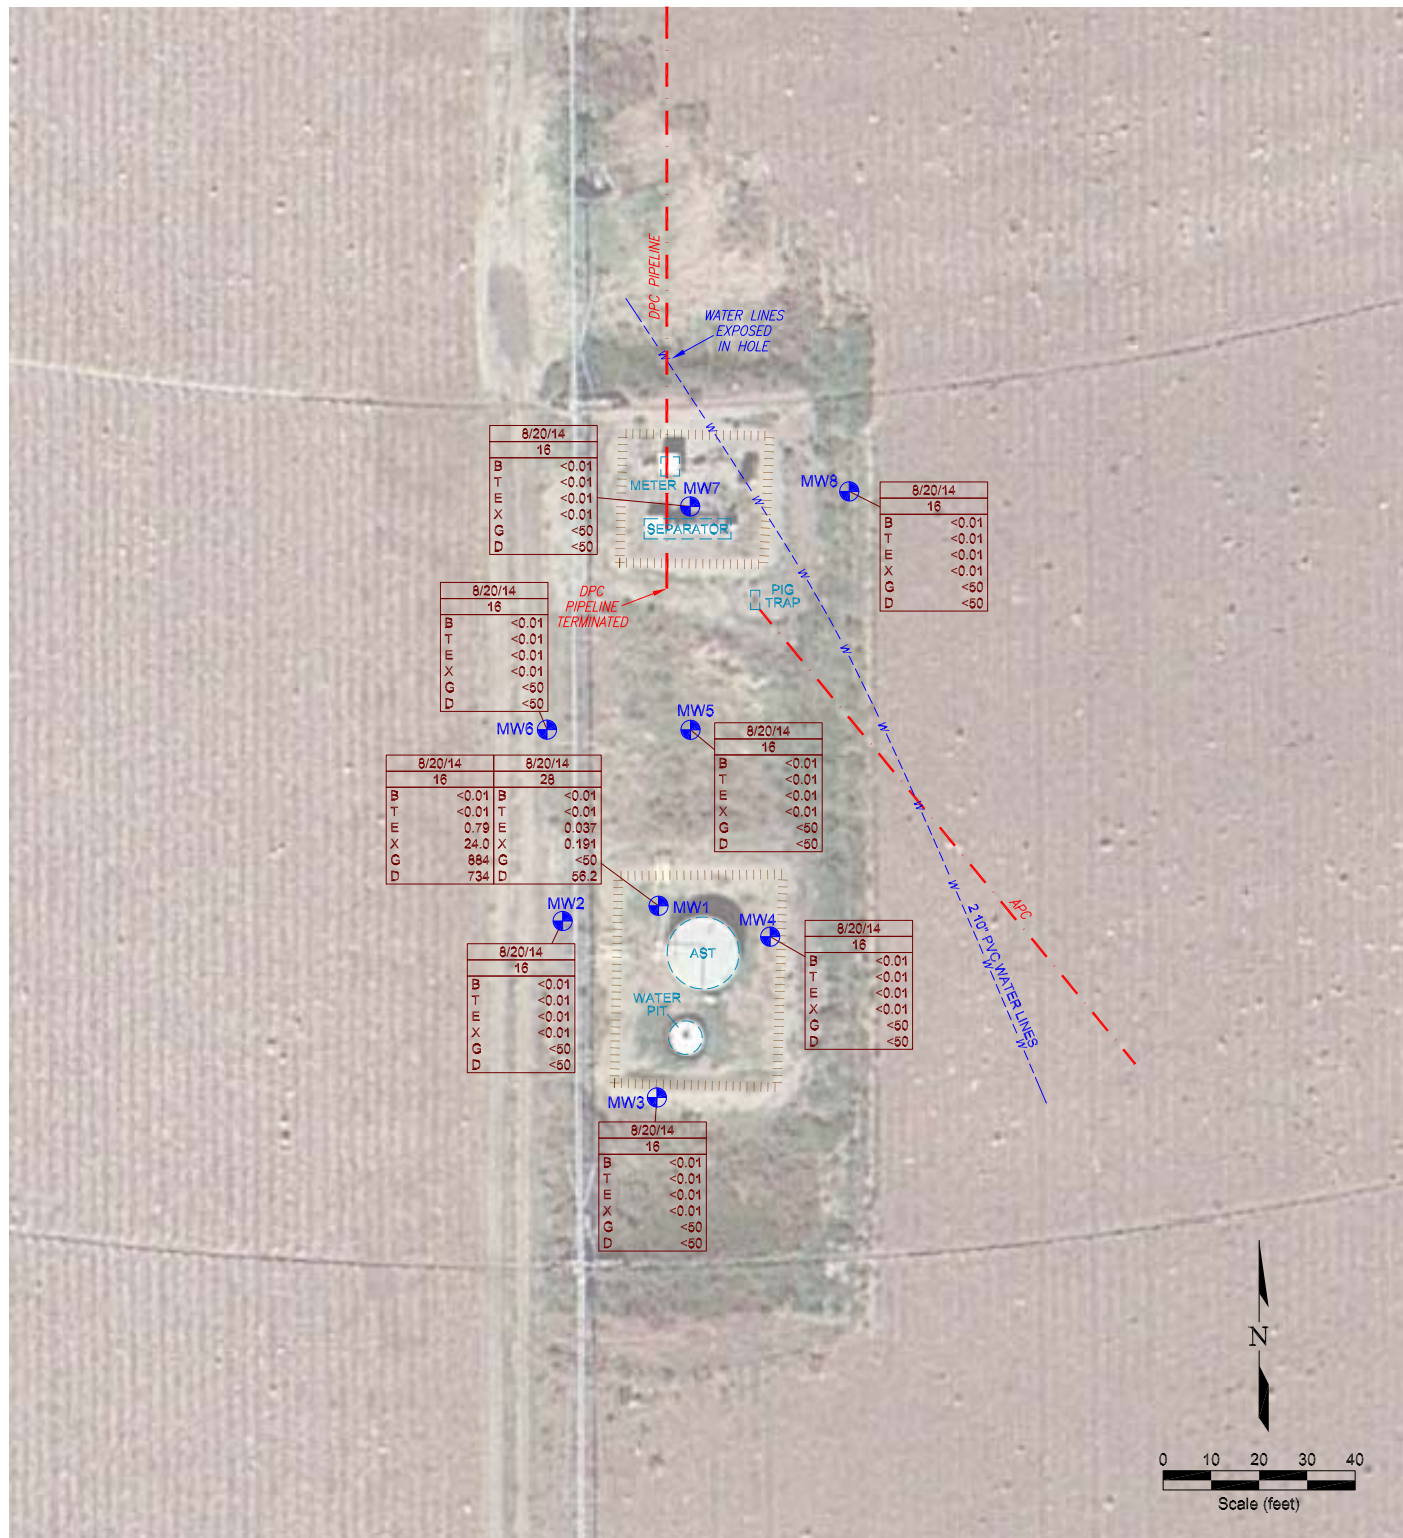 DPC PIPELINE
WATER LINES
EXPOSED
IN HOLE
W
W
8/20/14
16
B <0.01
T <0.01
E <0.01
X <0.01
G <50
D <50
METER
MW7
SEPARATOR
MW8
W
8/20/14
16
B <0.01
T <0.01
E <0.01
X <0.01
G <50
D <50
W
DPC
PIPELINE
TERMINATED
PIG
TRAP
W
8/20/14
16
B <0.01
T <0.01
E <0.01
X <0.01
G <50
D <50
MW6
MW5
W
8/20/14
16
B <0.01
T <0.01
E <0.01
X <0.01
G <50
D <50
8/20/14 8/20/14
16 28
B <0.01 B <0.01
T <0.01 T <0.01
E 0.79 E 0.037
X 24.0 X 0.191
G 884 G <50
D 734 D 56.2
W
W
MW1
MW2
MW4
APC
2 10" PVC WATER LINES
W
W
AST
WATER
PIT
8/20/14
16
B <0.01
T <0.01
E <0.01
X <0.01
G <50
D <50
8/20/14
16
B <0.01
T <0.01
E <0.01
X <0.01
G <50
D <50
MW3
8/20/14
16
B <0.01
T <0.01
E <0.01
X <0.01
G <50
D <50
N
0 10 20 30 40
Scale (feet)